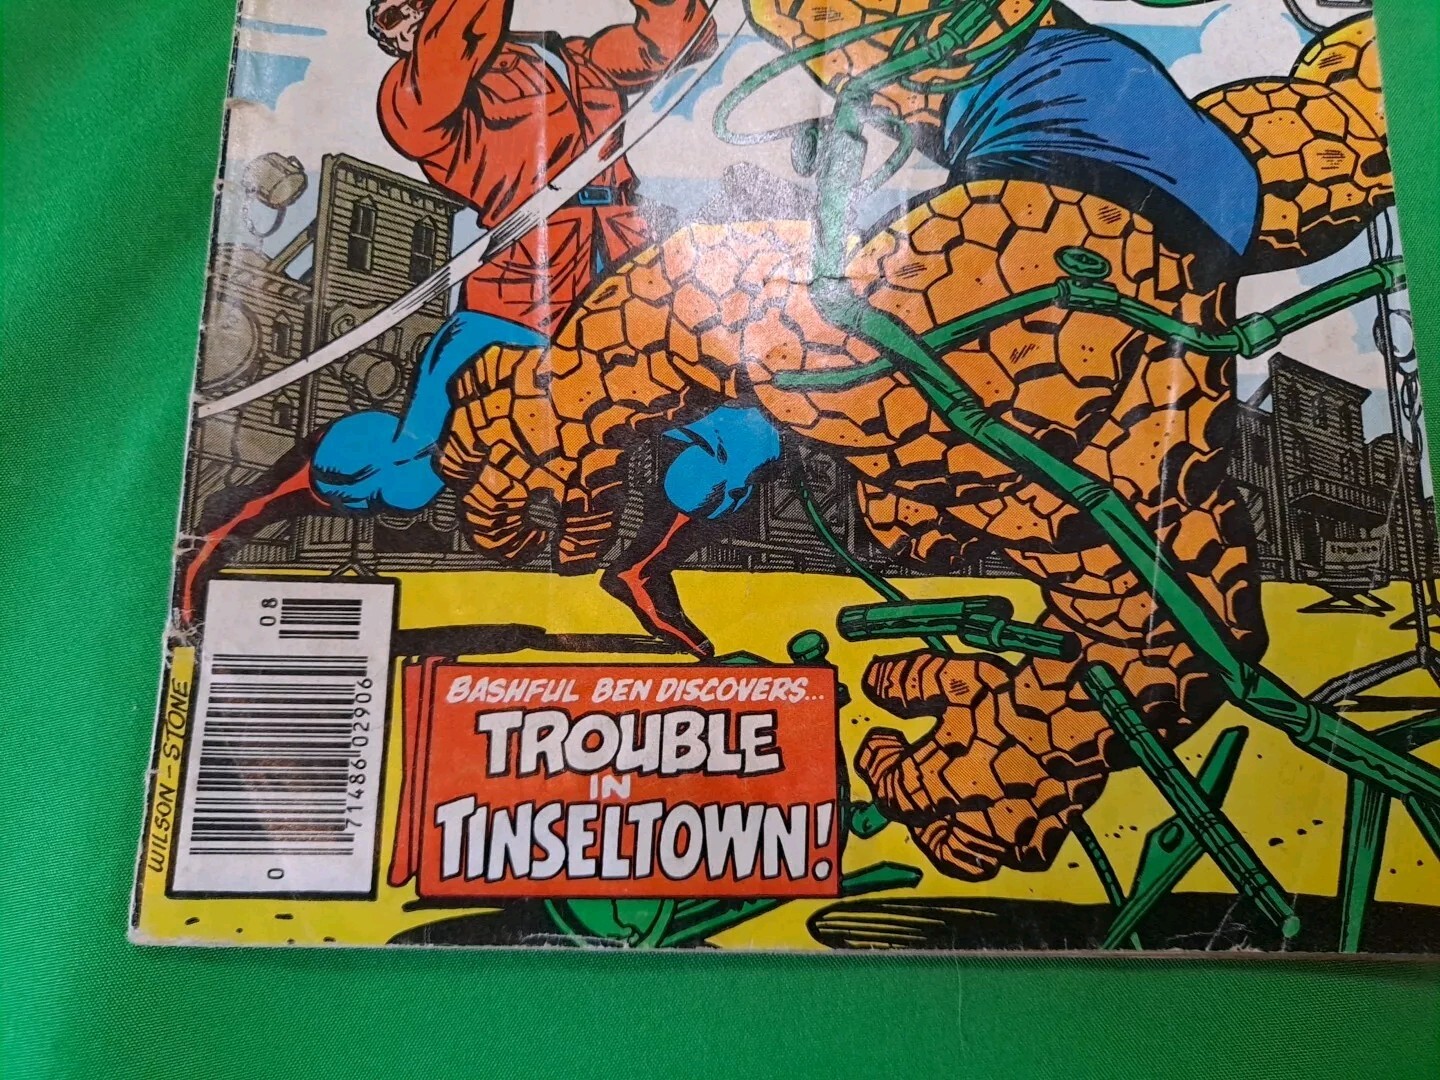 08
71486 02906
0
WILSON - STONE
BASHFUL BEN DISCOVERS...
TROUBLE
IN
TINSELTOWN!